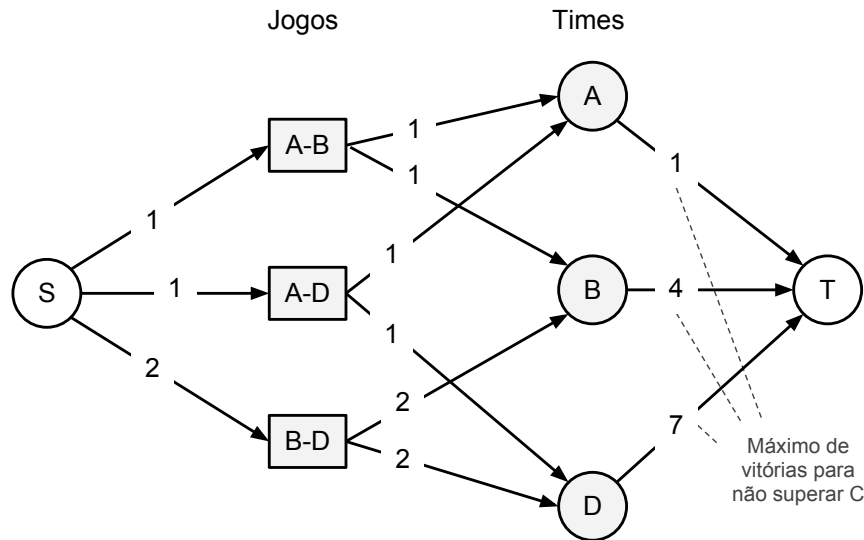 Jogos
Times
A
1
A-B
1
1
1
1
S
1
A-D
B
4
T
1
2
2
7
B-D
2
Máximo de
vitórias para
não superar C
D